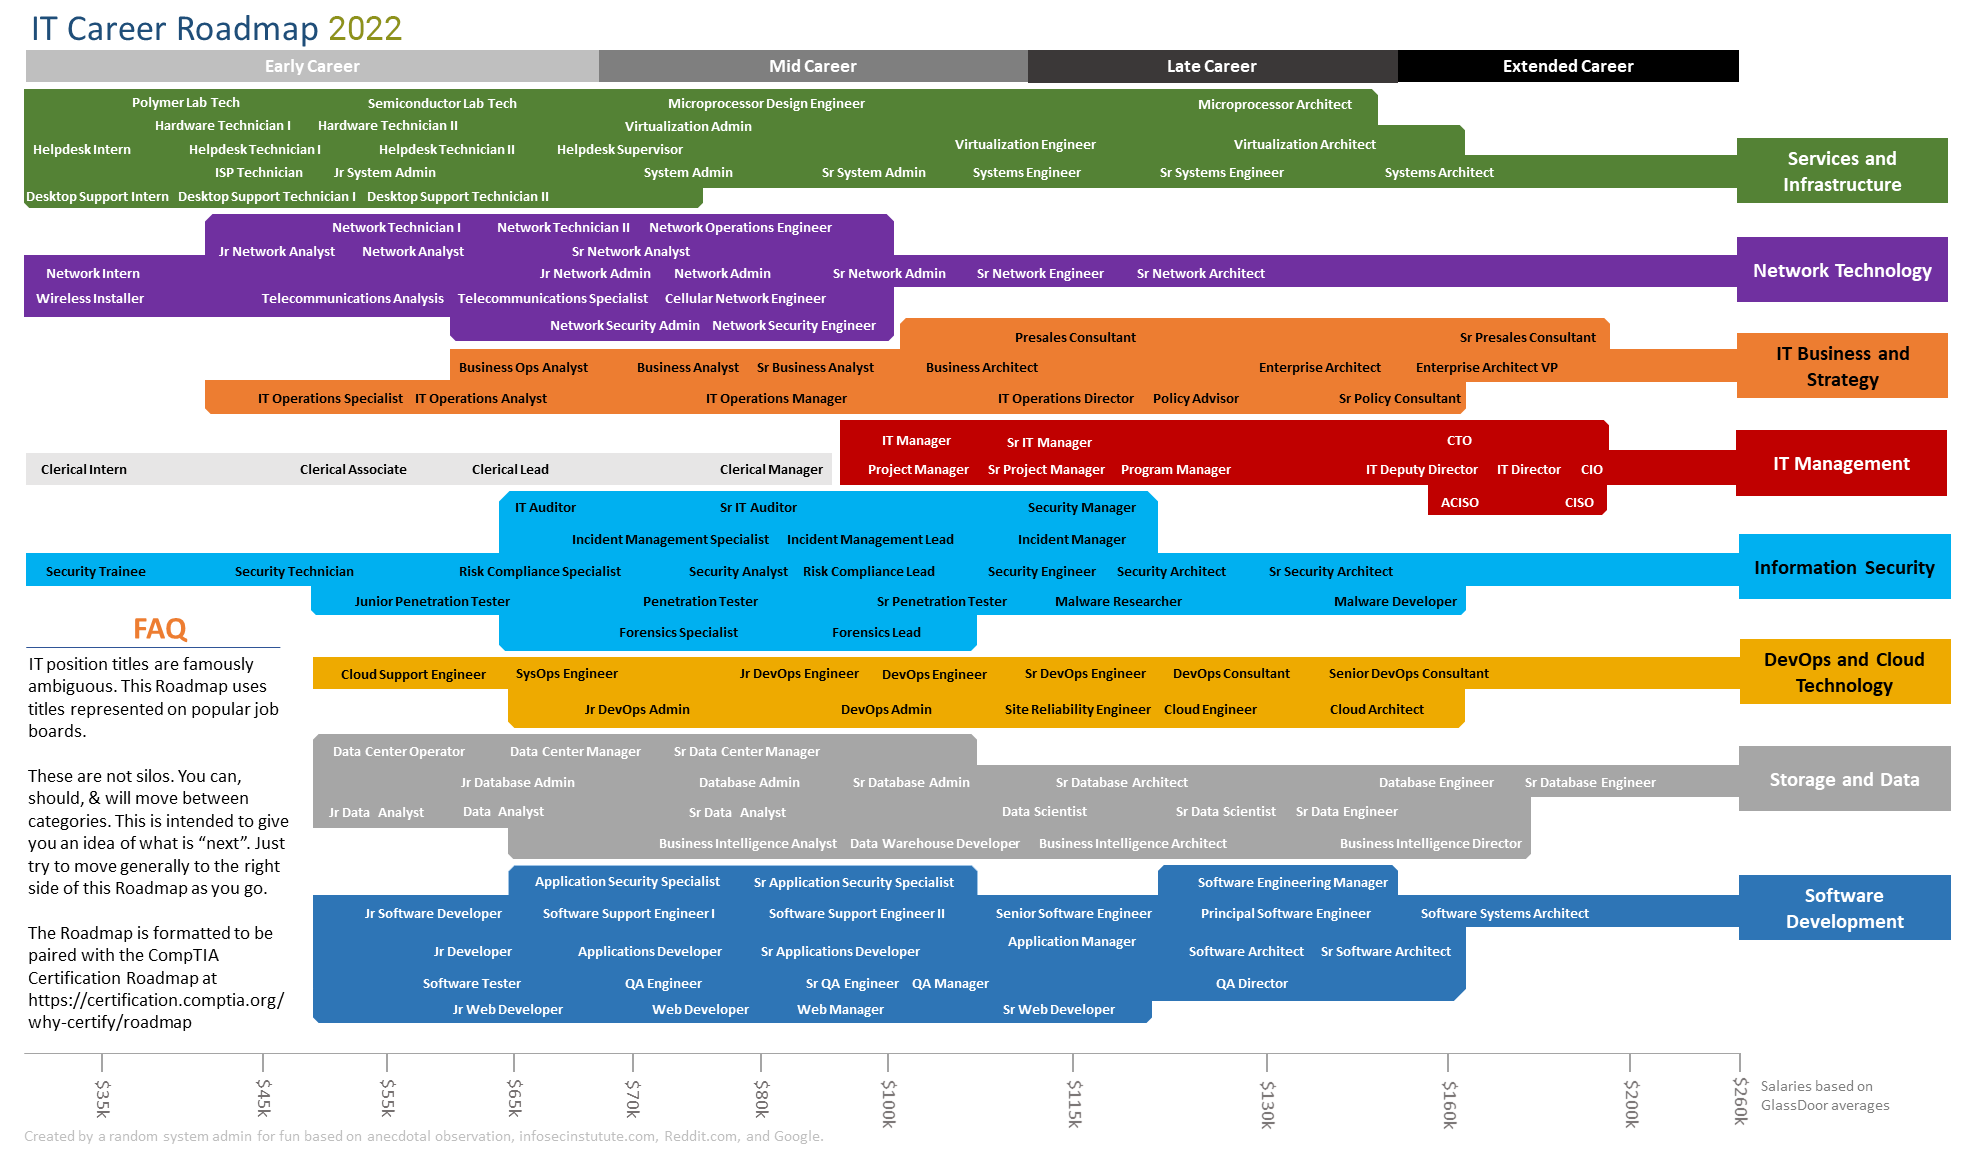 IT Career Roadmap 2022
Early Career Mid Career Late Career Extended Career
Polymer Lab Tech Semiconductor Lab Tech Microprocessor Design Engineer Microprocessor Architect
Hardware Technician I Hardware Technician II Virtualization Admin
Virtualization Engineer Virtualization Architect
Helpdesk Intern Helpdesk Technician I Helpdesk Technician II Helpdesk Supervisor
ISP Technician Jr System Admin System Admin Sr System Admin Systems Engineer Sr Systems Engineer Systems Architect
Desktop Support Intern Desktop Support Technician I Desktop Support Technician II
Services and
Infrastructure
Network Technician I Network Technician II Network Operations Engineer
Jr Network Analyst Network Analyst Sr Network Analyst
Network Intern Jr Network Admin Network Admin Sr Network Admin Sr Network Engineer Sr Network Architect
Wireless Installer Telecommunications Analysis Telecommunications Specialist Cellular Network Engineer
Network Security Admin Network Security Engineer
Network Technology
Presales Consultant Sr Presales Consultant
Business Ops Analyst Business Analyst Sr Business Analyst Business Architect Enterprise Architect Enterprise Architect VP
IT Operations Specialist IT Operations Analyst IT Operations Manager IT Operations Director Policy Advisor Sr Policy Consultant
IT Business and
Strategy
IT Manager Sr IT Manager CTO
Clerical Intern Clerical Associate Clerical Lead Clerical Manager Project Manager Sr Project Manager Program Manager IT Deputy Director IT Director CIO
ACISO CISO
IT Management
IT Auditor Sr IT Auditor Security Manager
Incident Management Specialist Incident Management Lead Incident Manager
Security Trainee Security Technician Risk Compliance Specialist Security Analyst Risk Compliance Lead Security Engineer Security Architect Sr Security Architect
Junior Penetration Tester Penetration Tester Sr Penetration Tester Malware Researcher Malware Developer
Forensics Specialist Forensics Lead
Information Security
FAQ
IT position titles are famously
ambiguous. This Roadmap uses
titles represented on popular job
boards.
These are not silos. You can,
should, & will move between
categories. This is intended to give
you an idea of what is “next”. Just
try to move generally to the right
side of this Roadmap as you go.
The Roadmap is formatted to be
paired with the CompTIA
Certification Roadmap at
https://certification.comptia.org/
why-certify/roadmap
Cloud Support Engineer SysOps Engineer Jr DevOps Engineer DevOps Engineer Sr DevOps Engineer DevOps Consultant Senior DevOps Consultant
Jr DevOps Admin DevOps Admin Site Reliability Engineer Cloud Engineer Cloud Architect
DevOps and Cloud
Technology
Data Center Operator Data Center Manager Sr Data Center Manager
Jr Database Admin Database Admin Sr Database Admin Sr Database Architect Database Engineer Sr Database Engineer
Jr Data Analyst Data Analyst Sr Data Analyst Data Scientist Sr Data Scientist Sr Data Engineer
Business Intelligence Analyst Data Warehouse Developer Business Intelligence Architect Business Intelligence Director
Storage and Data
Application Security Specialist Sr Application Security Specialist Software Engineering Manager
Jr Software Developer Software Support Engineer I Software Support Engineer II Senior Software Engineer Principal Software Engineer Software Systems Architect
Application Manager
Jr Developer Applications Developer Sr Applications Developer Software Architect Sr Software Architect
Software Tester QA Engineer Sr QA Engineer QA Manager QA Director
Jr Web Developer Web Developer Web Manager Sr Web Developer
Software
Development
$35k $45k $55k $65k $70k $80k $100k $115k $130k $160k $200k $260k
Salaries based on
GlassDoor averages
Created by a random system admin for fun based on anecdotal observation, infosecinstutute.com, Reddit.com, and Google.